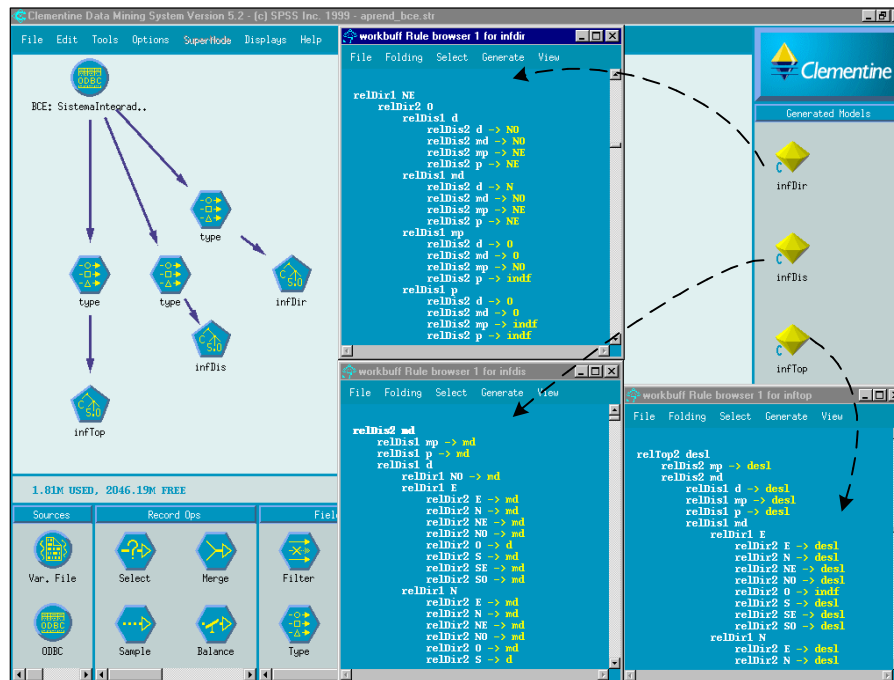 Clementine Data Mining System Version 5.2 - (c) SPSS Inc. 1999 - aprend_bce.str
File Edit Tools Options SuperNode Displays Help
ODBC
BCE: SistemaIntegrad..
type
type
type
C 5.0
infDir
C 5.0
infDis
C 5.0
infTop
1.81M USED, 2046.19M FREE
Sources
Var. File
ODBC
ODBC
Record Ops
Select
Merge
Sample
Balance
Fiel
Filter
Type
workbuff Rule browser 1 for infdir
File Folding Select Generate View
relDir1 NE
relDir2 O
relDis1 d
relDis2 d -> NO
relDis2 md -> NO
relDis2 mp -> NE
relDis2 p -> NE
relDis1 md
relDis2 d -> N
relDis2 md -> NO
relDis2 mp -> NE
relDis2 p -> NE
relDis1 mp
relDis2 d -> O
relDis2 md -> O
relDis2 mp -> NO
relDis2 p -> indf
relDis1 p
relDis2 d -> O
relDis2 md -> O
relDis2 mp -> indf
relDis2 p -> indf
workbuff Rule browser 1 for infdis
File Folding Select Generate View
relDis2 md
relDis1 mp -> md
relDis1 p -> md
relDis1 d
relDir1 NO -> md
relDir1 E
relDir2 E -> md
relDir2 N -> md
relDir2 NE -> md
relDir2 NO -> md
relDir2 O -> d
relDir2 S -> md
relDir2 SE -> md
relDir2 SO -> md
relDir1 N
relDir2 E -> md
relDir2 N -> md
relDir2 NE -> md
relDir2 NO -> md
relDir2 O -> md
relDir2 S -> d
Clementine
Generated Models
C
infDir
C
infDis
C
infTop
workbuff Rule browser 1 for inftop
File Folding Select Generate View
relTop2 desl
relDis2 mp -> desl
relDis2 md
relDis1 d -> desl
relDis1 mp -> desl
relDis1 p -> desl
relDis1 md
relDir1 E
relDir2 E -> desl
relDir2 N -> desl
relDir2 NE -> desl
relDir2 NO -> desl
relDir2 O -> indf
relDir2 S -> desl
relDir2 SE -> desl
relDir2 SO -> desl
relDir1 N
relDir2 E -> desl
relDir2 N -> desl